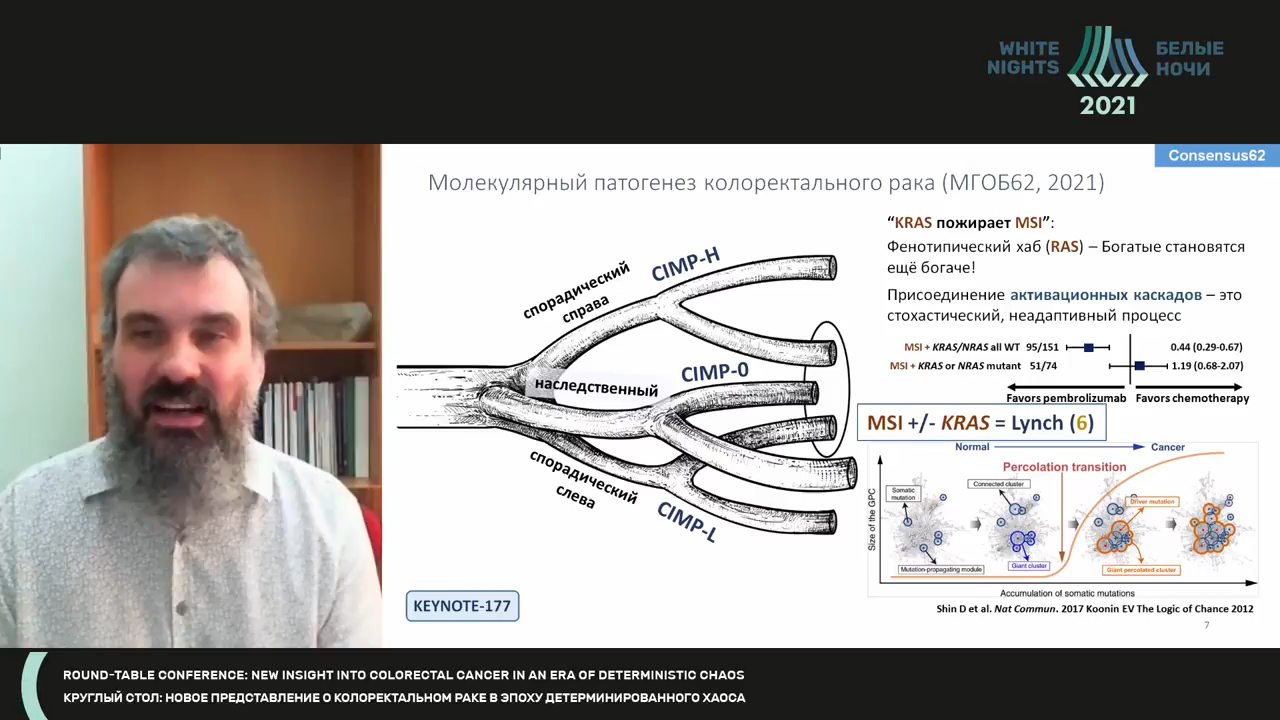 WHITE NIGHTS
БЕЛЫЕ НОЧИ
2021
Consensus62
Молекулярный патогенез колоректального рака (МГОБ62, 2021)
спорадический справа
CIMP-H
наследственный
CIMP-0
спорадический слева
CIMP-L
KEYNOTE-177
“KRAS пожирает MSI”:
Фенотипический хаб (RAS) – Богатые становятся
ещё богаче!
Присоединение активационных каскадов – это
стохастический, неадаптивный процесс
MSI + KRAS/NRAS all WT 95/151 0.44 (0.29-0.67)
MSI + KRAS or NRAS mutant 51/74 1.19 (0.68-2.07)
Favors pembrolizumab Favors chemotherapy
MSI +/- KRAS = Lynch (6)
Normal Cancer
Percolation transition
Size of the GPC
Somatic mutation
Connected cluster
Driver mutation
Mutation-propagating module
Giant cluster
Giant percolated cluster
Accumulation of somatic mutations
Shin D et al. Nat Commun. 2017 Koonin EV The Logic of Chance 2012
7
ROUND-TABLE CONFERENCE: NEW INSIGHT INTO COLORECTAL CANCER IN AN ERA OF DETERMINISTIC CHAOS
КРУГЛЫЙ СТОЛ: НОВОЕ ПРЕДСТАВЛЕНИЕ О КОЛОРЕКТАЛЬНОМ РАКЕ В ЭПОХУ ДЕТЕРМИНИРОВАННОГО ХАОСА